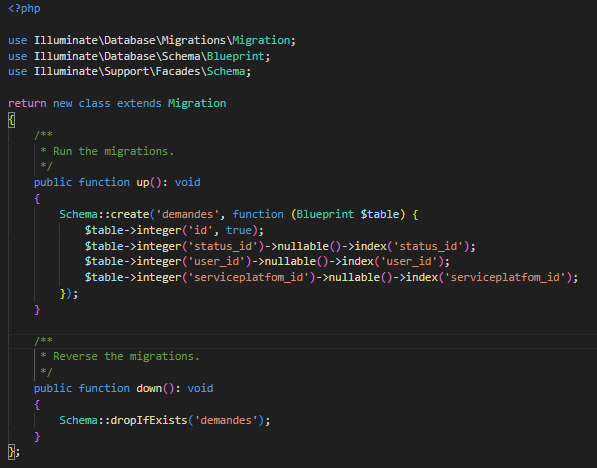 <?php
use Illuminate\Database\Migrations\Migration;
use Illuminate\Database\Schema\Blueprint;
use Illuminate\Support\Facades\Schema;
return new class extends Migration
{
/**
* Run the migrations.
*/
public function up(): void
{
Schema::create('demandes', function (Blueprint $table) {
$table->integer('id', true);
$table->integer('status_id')->nullable()->index('status_id');
$table->integer('user_id')->nullable()->index('user_id');
$table->integer('serviceplatfom_id')->nullable()->index('serviceplatfom_id');
});
}
/**
* Reverse the migrations.
*/
public function down(): void
{
Schema::dropIfExists('demandes');
}
};